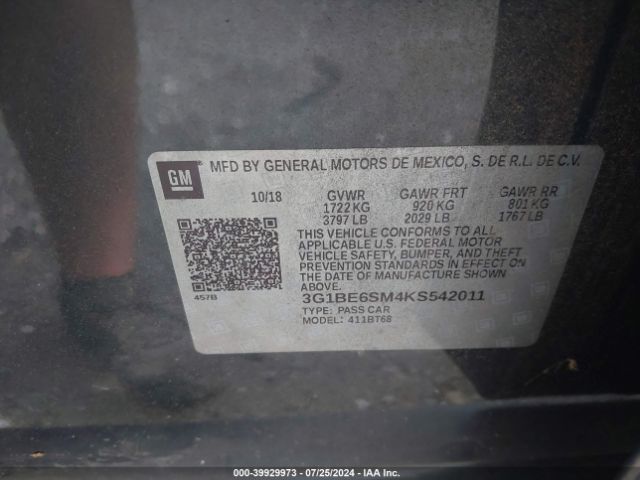 GM
MFD BY GENERAL MOTORS DE MEXICO, S. DE R.L. DE C.V.
10/18 GVWR GAWR FRT GAWR RR
1722 KG 920 KG 801 KG
3797 LB 2029 LB 1767 LB
THIS VEHICLE CONFORMS TO ALL
APPLICABLE U.S. FEDERAL MOTOR
VEHICLE SAFETY, BUMPER, AND THEFT
PREVENTION STANDARDS IN EFFECT ON
THE DATE OF MANUFACTURE SHOWN
ABOVE.
457B
3G1BE6SM4KS542011
TYPE: PASS CAR
MODEL: 411BT68
000-39929973 - 07/25/2024 - IAA Inc.